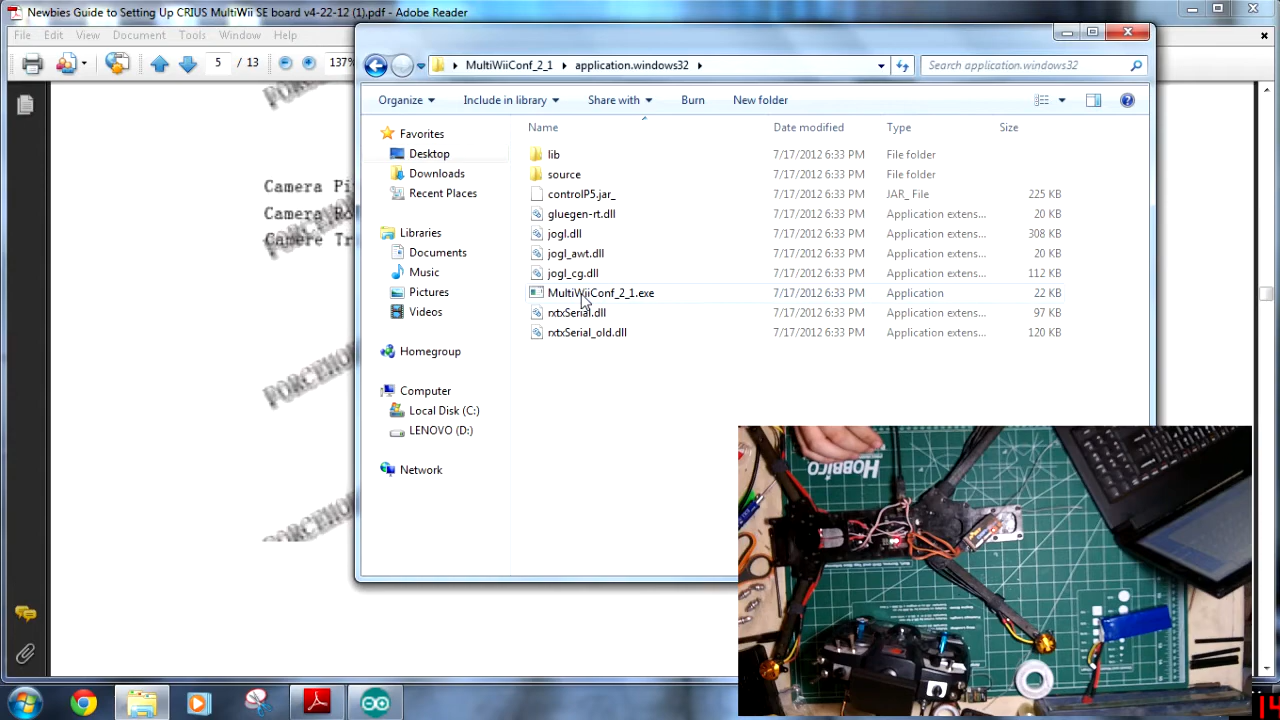 Newbies Guide to Setting Up CRIUS MultiWii SE board v4-22-12 (1).pdf - Adobe Reader
File Edit View Document Tools Window Help
5 / 13 137%
MultiWiiConf_2_1 application.windows32
Search application.windows32
Organize Include in library Share with Burn New folder
Name Date modified Type Size
Favorites
Desktop
Downloads
Recent Places
Libraries
Documents
Music
Pictures
Videos
Homegroup
Computer
Local Disk (C:)
LENOVO (D:)
Network
lib 7/17/2012 6:33 PM File folder
source 7/17/2012 6:33 PM File folder
controlP5.jar_ 7/17/2012 6:33 PM JAR_ File 225 KB
gluegen-rt.dll 7/17/2012 6:33 PM Application extens... 20 KB
jogl.dll 7/17/2012 6:33 PM Application extens... 308 KB
jogl_awt.dll 7/17/2012 6:33 PM Application extens... 20 KB
jogl_cg.dll 7/17/2012 6:33 PM Application extens... 112 KB
MultiWiiConf_2_1.exe 7/17/2012 6:33 PM Application 22 KB
rxtxSerial.dll 7/17/2012 6:33 PM Application extens... 97 KB
rxtxSerial_old.dll 7/17/2012 6:33 PM Application extens... 120 KB
Camera Pi
Camera Ro
Camere Tr
HOBBICO
14